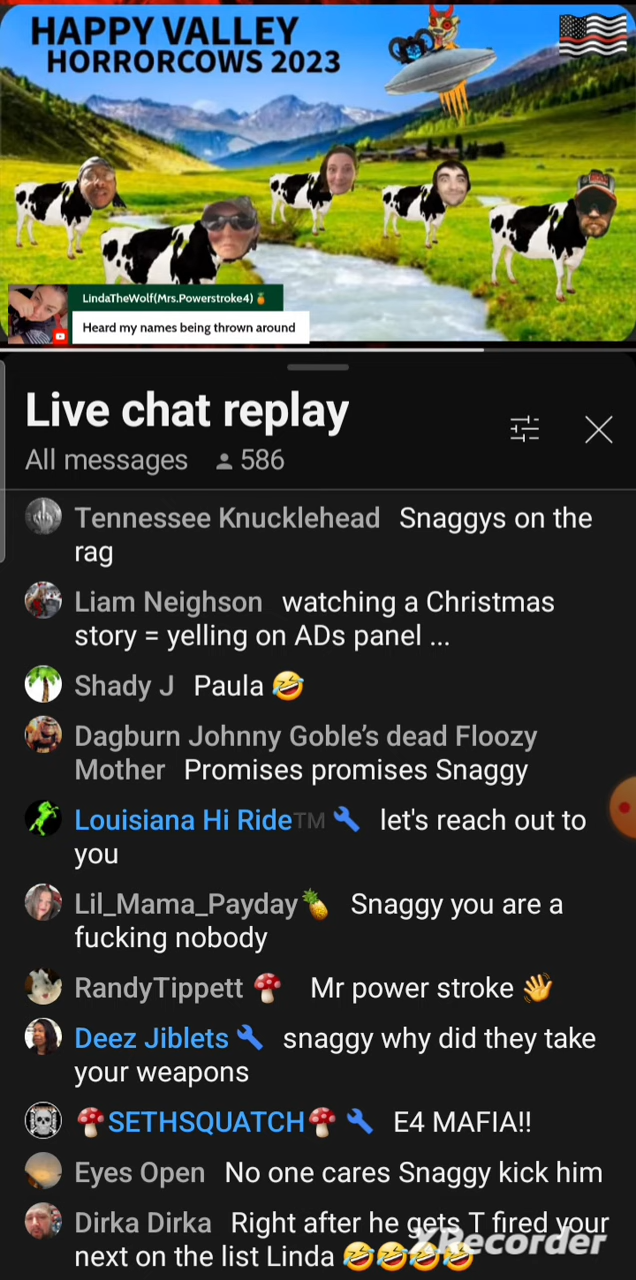 HAPPY VALLEY
HORRORCOWS 2023
LindaTheWolf(Mrs.Powerstroke4)🍍
Heard my names being thrown around
Live chat replay
All messages 586
Tennessee Knucklehead Snaggys on the
rag
Liam Neighson watching a Christmas
story = yelling on ADs panel ...
Shady J Paula 🤣
Dagburn Johnny Goble’s dead Floozy
Mother Promises promises Snaggy
Louisiana Hi Ride™ 🔧 let's reach out to
you
Lil_Mama_Payday🍍 Snaggy you are a
fucking nobody
RandyTippett 🍄 Mr power stroke 👋
Deez Jiblets 🔧 snaggy why did they take
your weapons
🍄SETHSQUATCH🍄 🔧 E4 MAFIA!!
Eyes Open No one cares Snaggy kick him
Dirka Dirka Right after he gets T fired your
next on the list Linda 🤣🤣🤣🤣
XRecorder